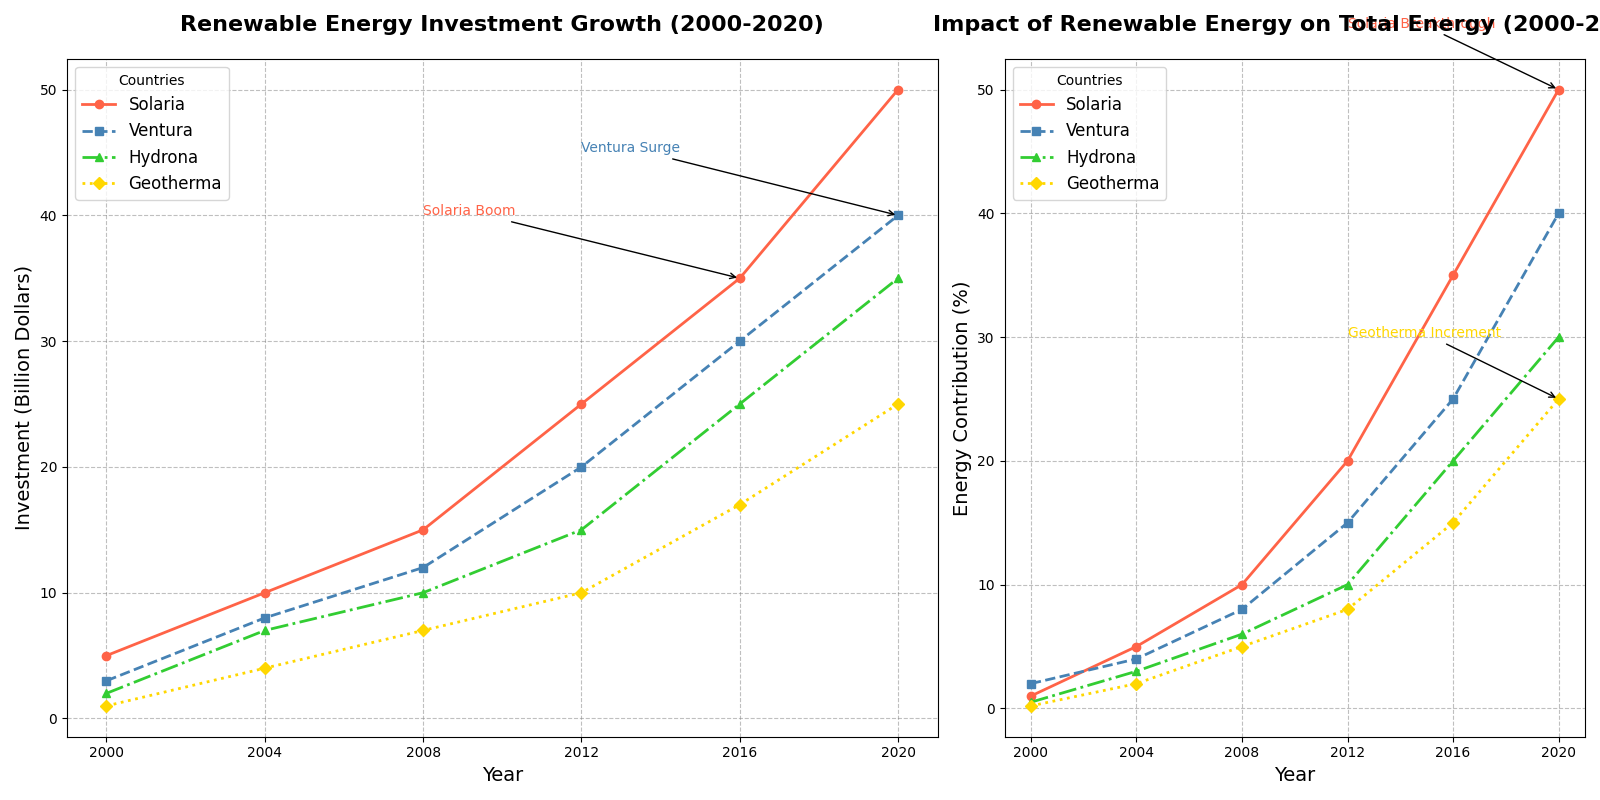 Renewable Energy Investment Growth (2000-2020)
Countries
Solaria
Ventura
Hydrona
Geotherma
Ventura Surge
Solaria Boom
Investment (Billion Dollars)
50
40
30
20
10
0
2000 2004 2008 2012 2016 2020
Year
Impact of Renewable Energy on Total Energy (2000-2
Solaria Breakthrough
Countries
Solaria
Ventura
Hydrona
Geotherma
Geotherma Increment
Energy Contribution (%)
50
40
30
20
10
0
2000 2004 2008 2012 2016 2020
Year